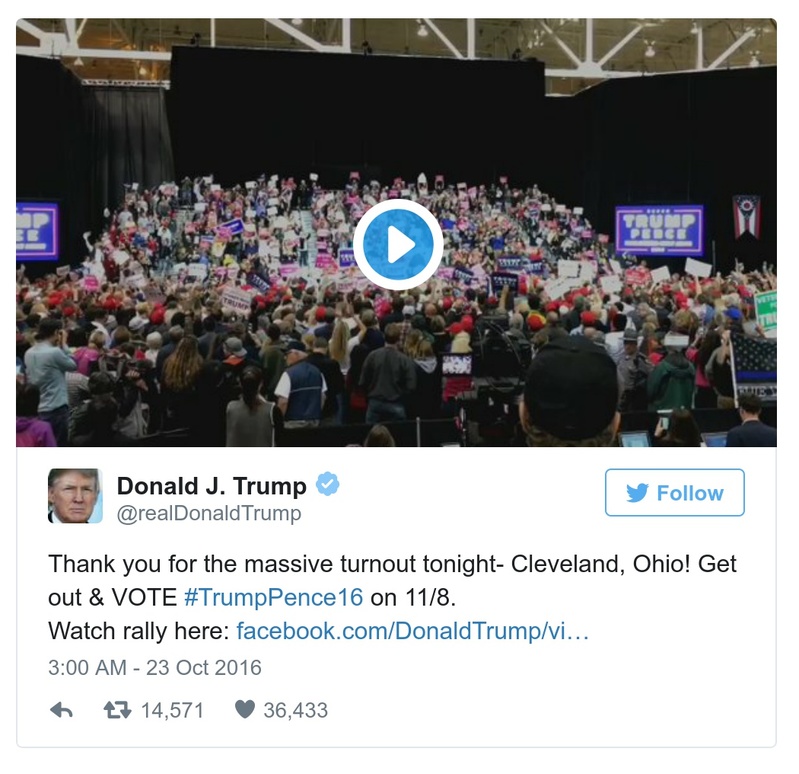 TRUMP
PENCE
TRUMP
Donald J. Trump
@realDonaldTrump
Follow
Thank you for the massive turnout tonight- Cleveland, Ohio! Get
out & VOTE #TrumpPence16 on 11/8.
Watch rally here: facebook.com/DonaldTrump/vi…
3:00 AM - 23 Oct 2016
14,571 36,433